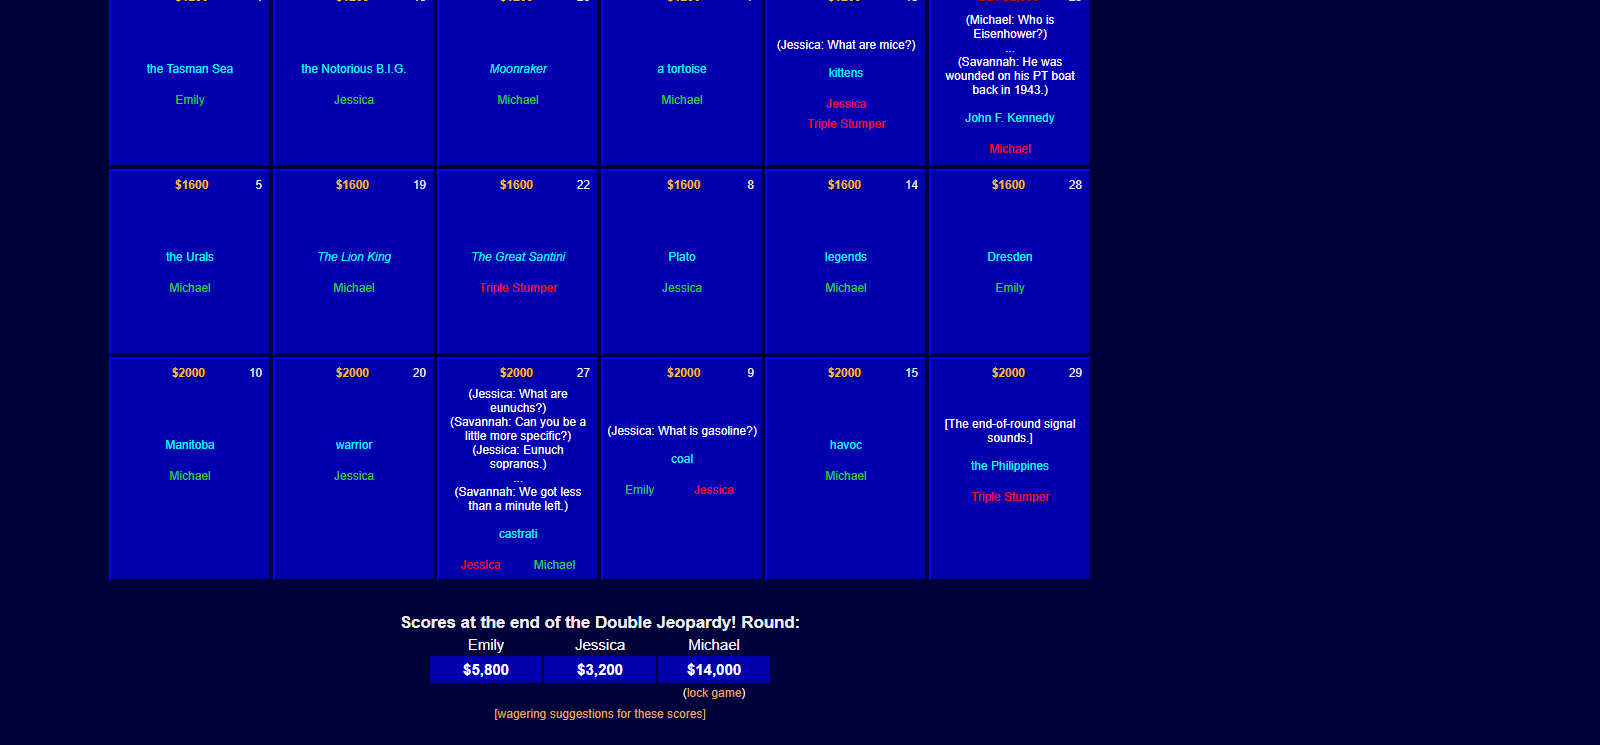 (Michael: Who is
Eisenhower?)
...
(Savannah: He was
wounded on his PT boat
back in 1943.)
(Jessica: What are mice?)
the Tasman Sea
the Notorious B.I.G.
Moonraker
a tortoise
kittens
Emily
Jessica
Michael
Michael
Jessica
Triple Stumper
John F. Kennedy
Michael
$1600 5
$1600 19
$1600 22
$1600 8
$1600 14
$1600 28
the Urals
The Lion King
The Great Santini
Plato
legends
Dresden
Michael
Michael
Triple Stumper
Jessica
Michael
Emily
$2000 10
$2000 20
$2000 27
$2000 9
$2000 15
$2000 29
Manitoba
Michael
warrior
Jessica
(Jessica: What are
eunuchs?)
(Savannah: Can you be a
little more specific?)
(Jessica: Eunuch
sopranos.)
...
(Savannah: We got less
than a minute left.)
castrati
Jessica Michael
(Jessica: What is gasoline?)
coal
Emily Jessica
havoc
Michael
[The end-of-round signal
sounds.]
the Philippines
Triple Stumper
Scores at the end of the Double Jeopardy! Round:
Emily Jessica Michael
$5,800 $3,200 $14,000
(lock game)
[wagering suggestions for these scores]